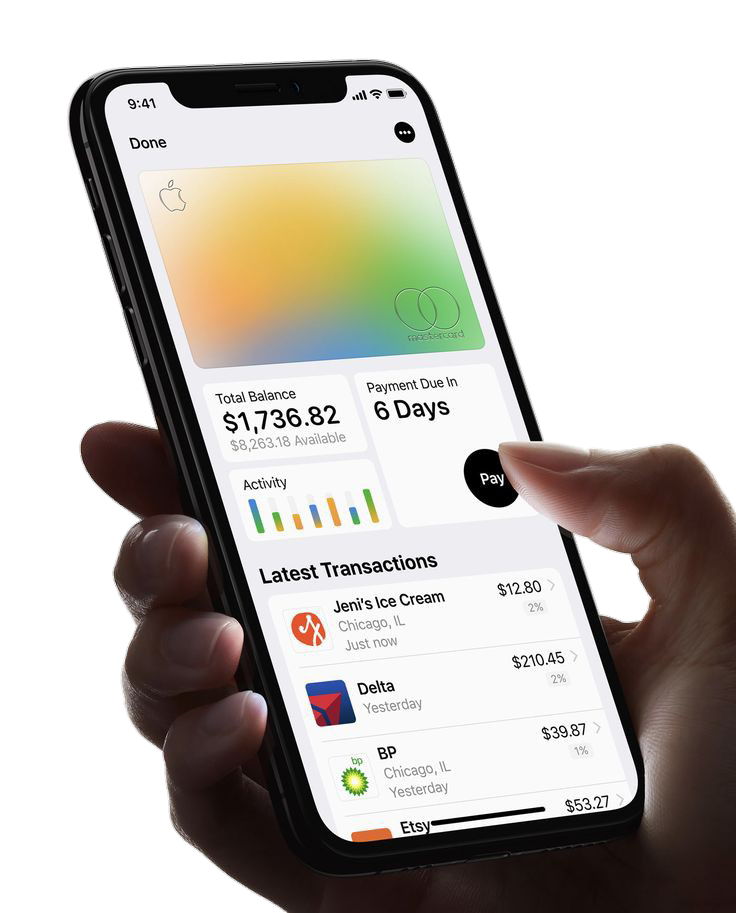 9:41
Done
mastercard
Total Balance
$1,736.82
$8,263.18 Available
Payment Due In
6 Days
Pay
Activity
Latest Transactions
Jeni's Ice Cream
Chicago, IL
Just now
$12.80
2%
Delta
Yesterday
$210.45
2%
bp
BP
Chicago, IL
Yesterday
$39.87
1%
Etsy
$53.27